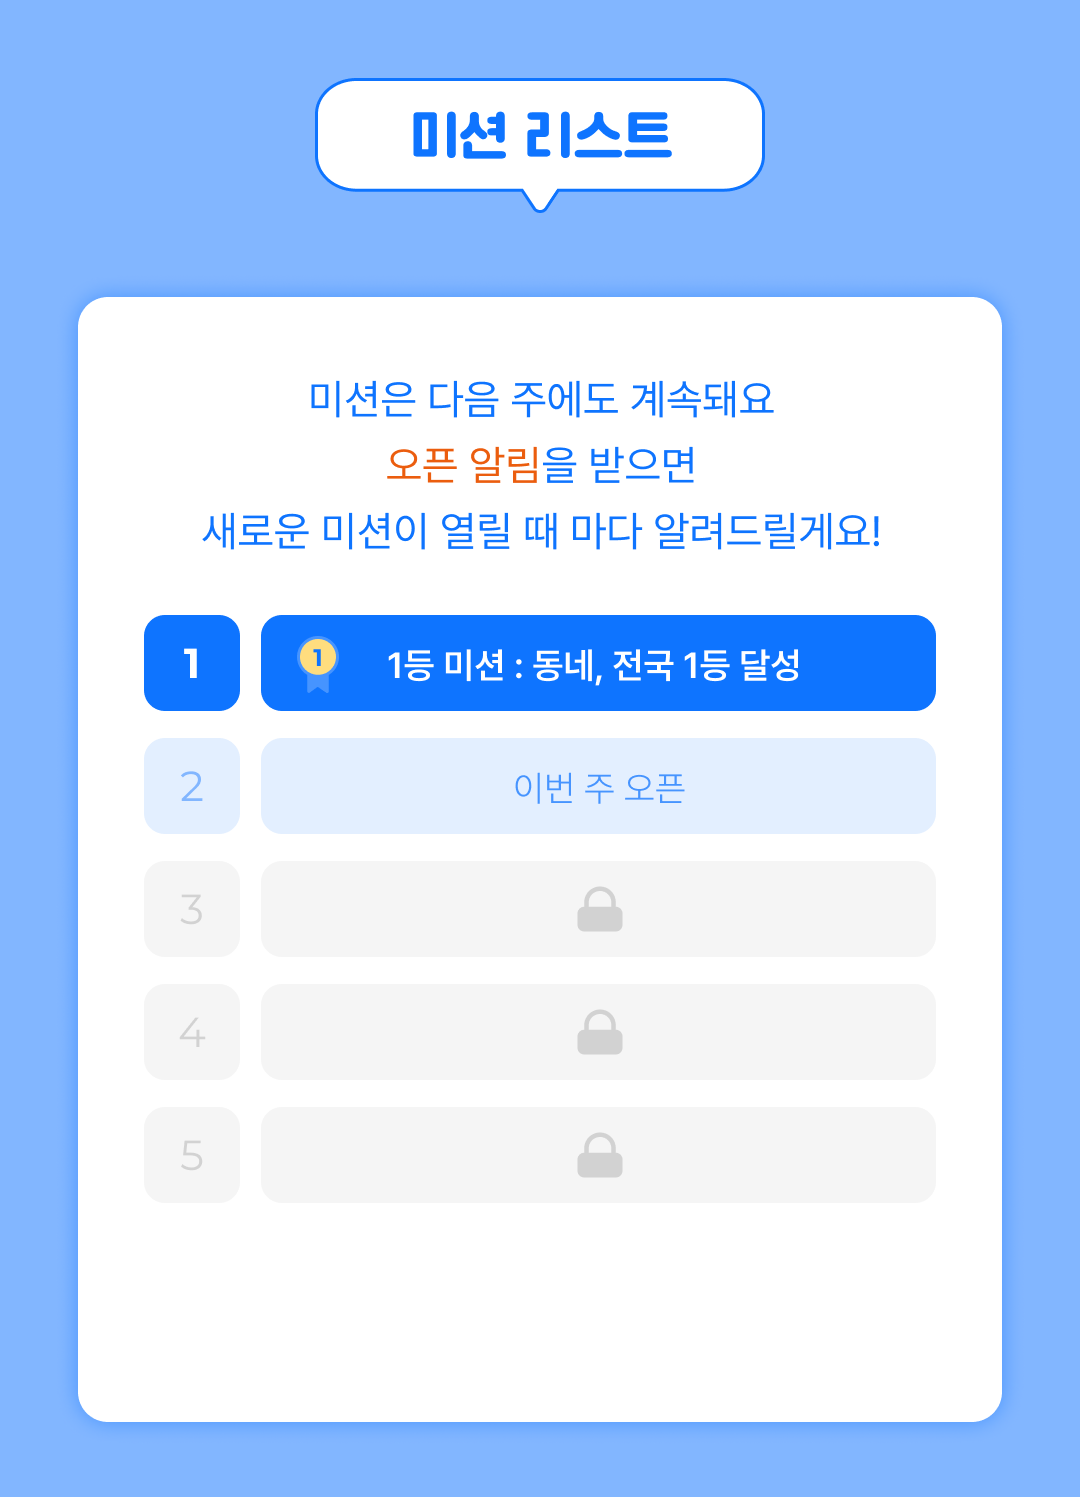 미션 리스트
미션은 다음 주에도 계속돼요
오픈 알림을 받으면
새로운 미션이 열릴 때 마다 알려드릴게요!
1 1 1등 미션 : 동네, 전국 1등 달성
2 이번 주 오픈
3
4
5